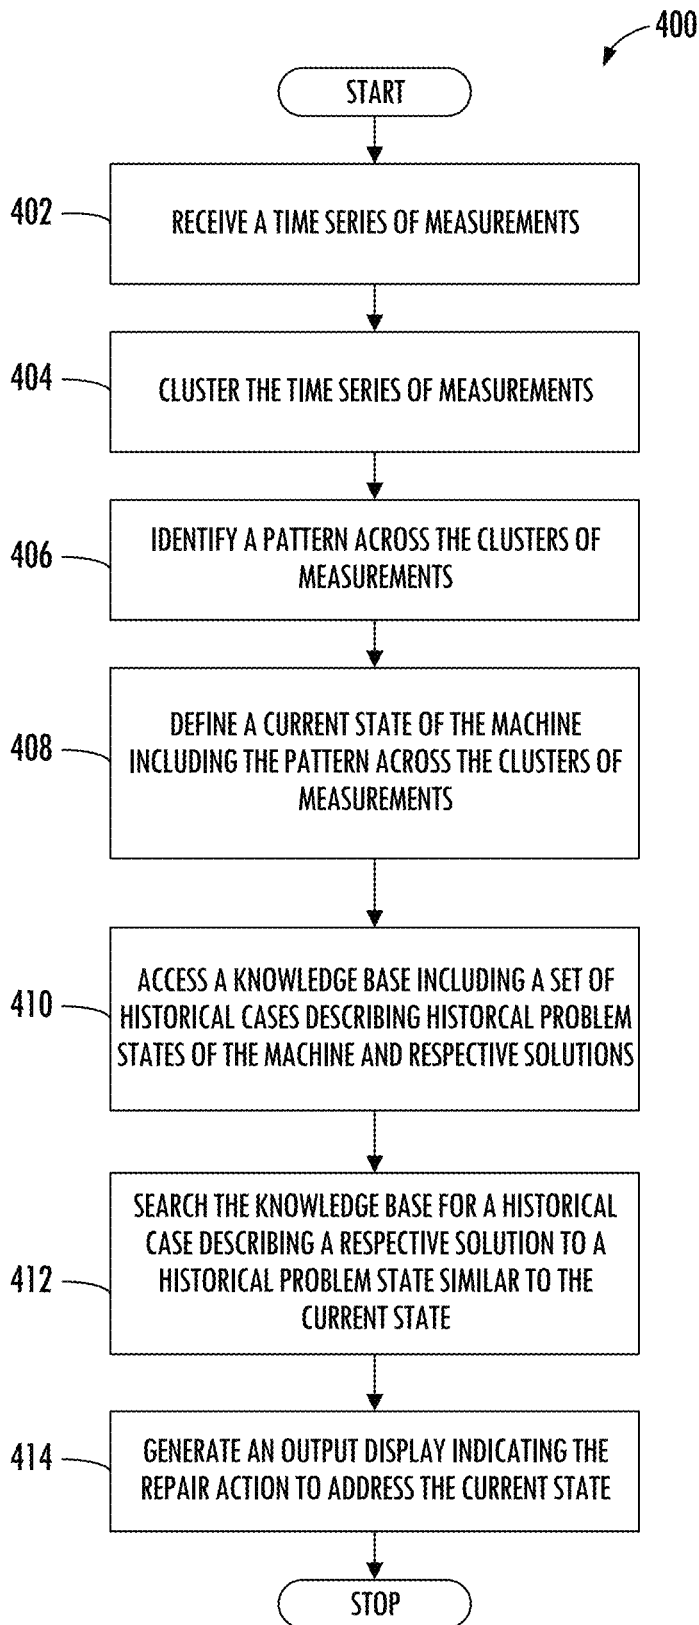 400
START
402
RECEIVE A TIME SERIES OF MEASUREMENTS
404
CLUSTER THE TIME SERIES OF MEASUREMENTS
406
IDENTIFY A PATTERN ACROSS THE CLUSTERS OF
MEASUREMENTS
408
DEFINE A CURRENT STATE OF THE MACHINE
INCLUDING THE PATTERN ACROSS THE CLUSTERS OF
MEASUREMENTS
410
ACCESS A KNOWLEDGE BASE INCLUDING A SET OF
HISTORICAL CASES DESCRIBING HISTORCAL PROBLEM
STATES OF THE MACHINE AND RESPECTIVE SOLUTIONS
412
SEARCH THE KNOWLEDGE BASE FOR A HISTORICAL
CASE DESCRIBING A RESPECTIVE SOLUTION TO A
HISTORICAL PROBLEM STATE SIMILAR TO THE
CURRENT STATE
414
GENERATE AN OUTPUT DISPLAY INDICATING THE
REPAIR ACTION TO ADDRESS THE CURRENT STATE
STOP